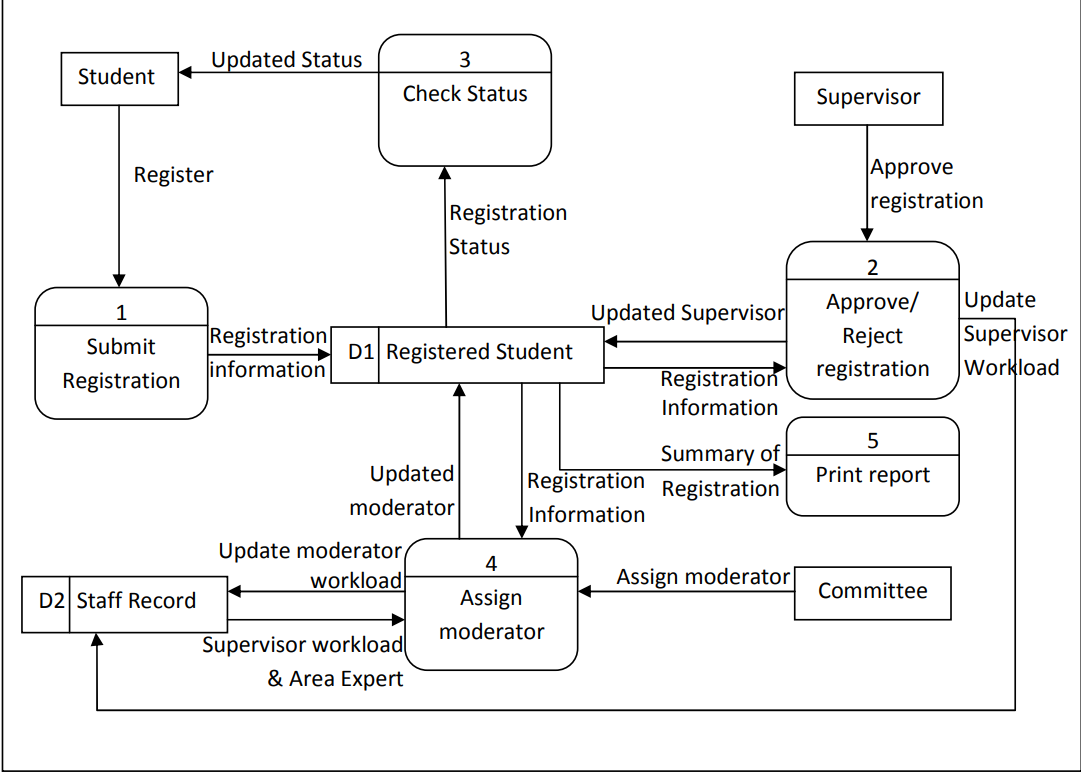 Student
Updated Status
3
Check Status
Supervisor
Register
Approve
registration
Registration
Status
1
Submit
Registration
Registration
information
D1
Registered Student
Updated Supervisor
2
Approve/
Reject
registration
Update
Supervisor
Workload
Registration
Information
5
Print report
Summary of
Registration
Updated
moderator
Registration
Information
Update moderator
workload
4
Assign
moderator
Assign moderator
Committee
D2
Staff Record
Supervisor workload
& Area Expert